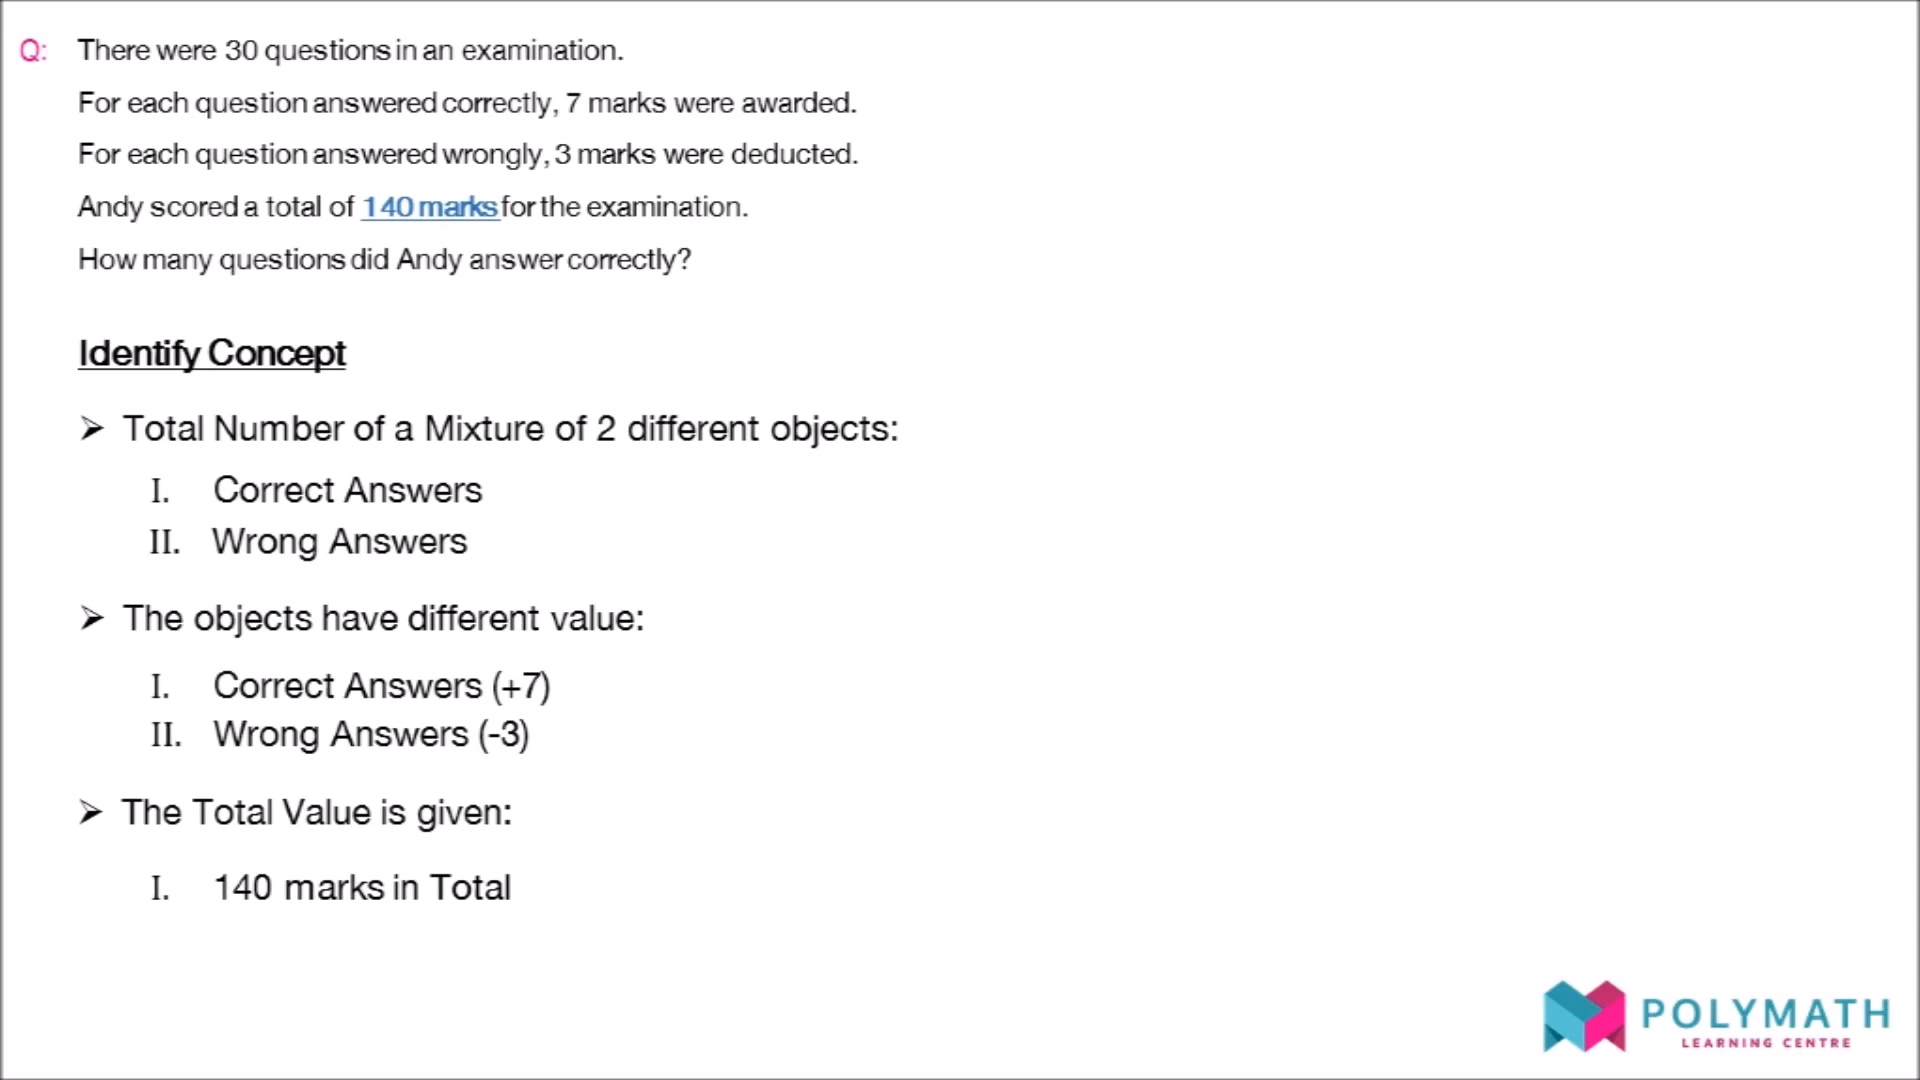 Q: There were 30 questions in an examination.
For each question answered correctly, 7 marks were awarded.
For each question answered wrongly, 3 marks were deducted.
Andy scored a total of 140 marks for the examination.
How many questions did Andy answer correctly?
Identify Concept
➢ Total Number of a Mixture of 2 different objects:
I. Correct Answers
II. Wrong Answers
➢ The objects have different value:
I. Correct Answers (+7)
II. Wrong Answers (-3)
➢ The Total Value is given:
I. 140 marks in Total
POLYMATH
LEARNING CENTRE